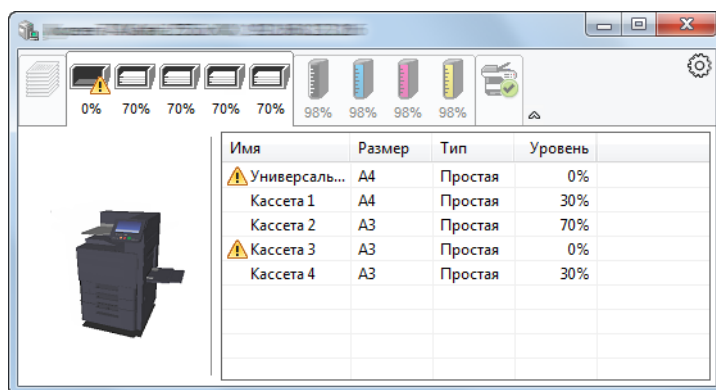 0% 70% 70% 70% 70% 98% 98% 98% 98%
Имя Размер Тип Уровень
Универсаль... A4 Простая 0%
Кассета 1 A4 Простая 30%
Кассета 2 A3 Простая 70%
Кассета 3 A3 Простая 0%
Кассета 4 A3 Простая 30%